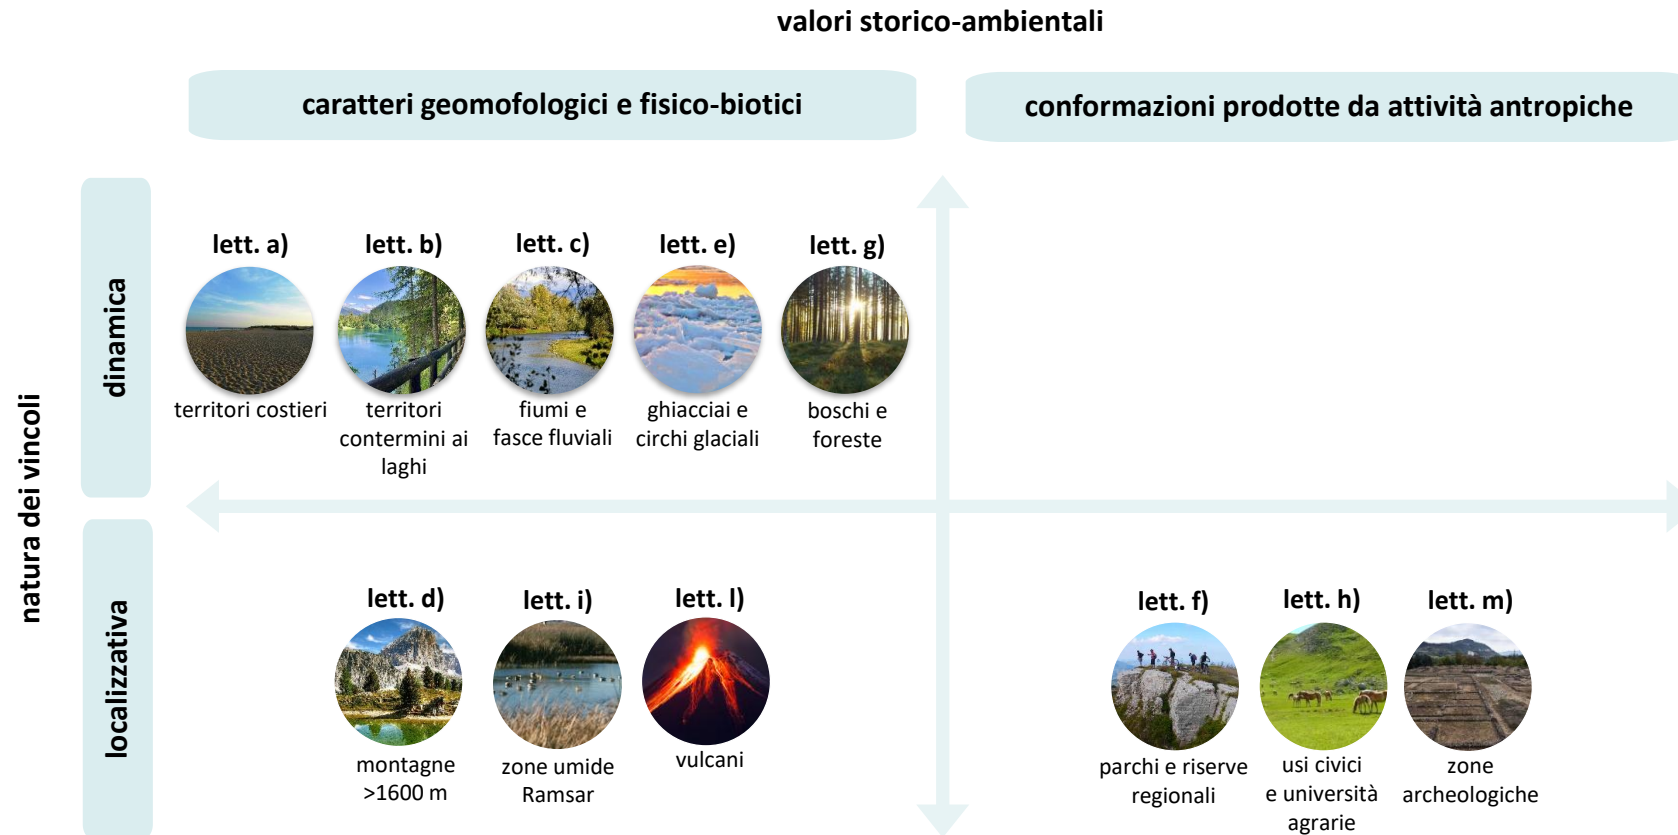 valori storico-ambientali
caratteri geomofologici e fisico-biotici
conformazioni prodotte da attività antropiche
natura dei vincoli
dinamica
lett. a)
territori costieri
lett. b)
territori
contermini ai
laghi
lett. c)
fiumi e
fasce fluviali
lett. e)
ghiacciai e
circhi glaciali
lett. g)
boschi e
foreste
localizzativa
lett. d)
montagne
>1600 m
lett. i)
zone umide
Ramsar
lett. l)
vulcani
lett. f)
parchi e riserve
regionali
lett. h)
usi civici
e università
agrarie
lett. m)
zone
archeologiche